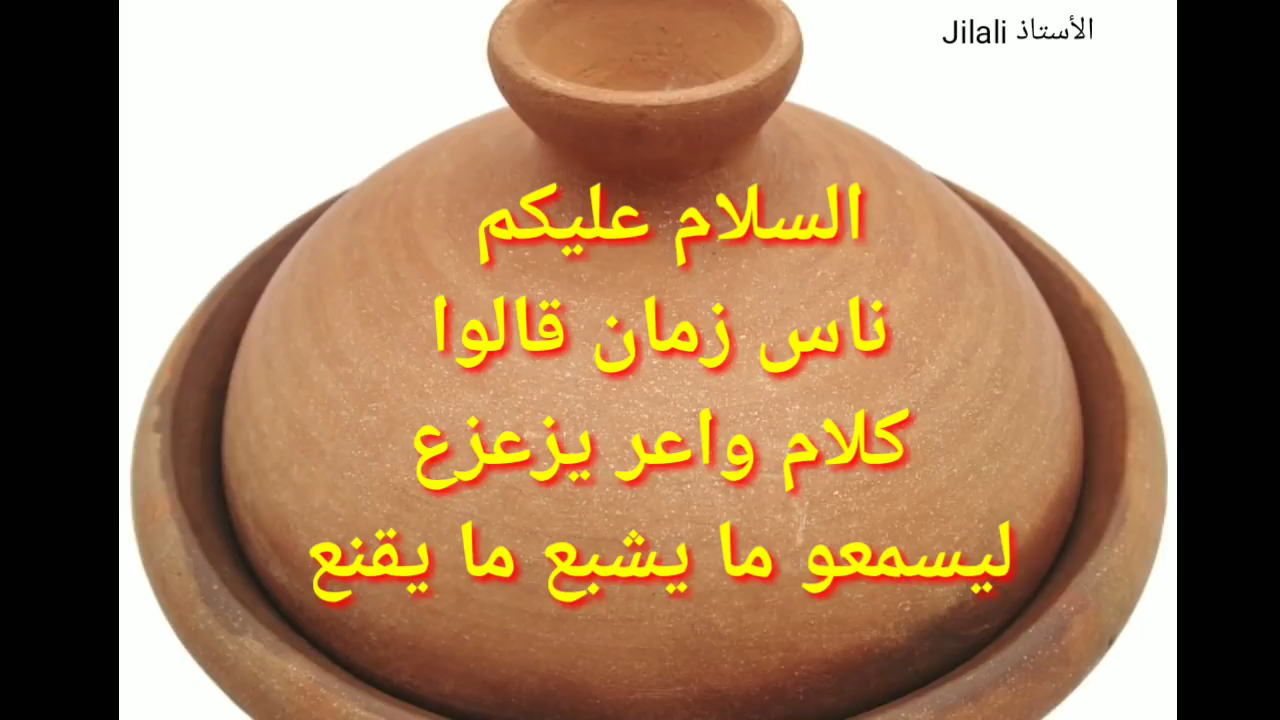 الأستاذ Jilali
السلام عليكم
ناس زمان قالوا
كلام واعر يزعزع
ليسمعو ما يشبع ما يقنع